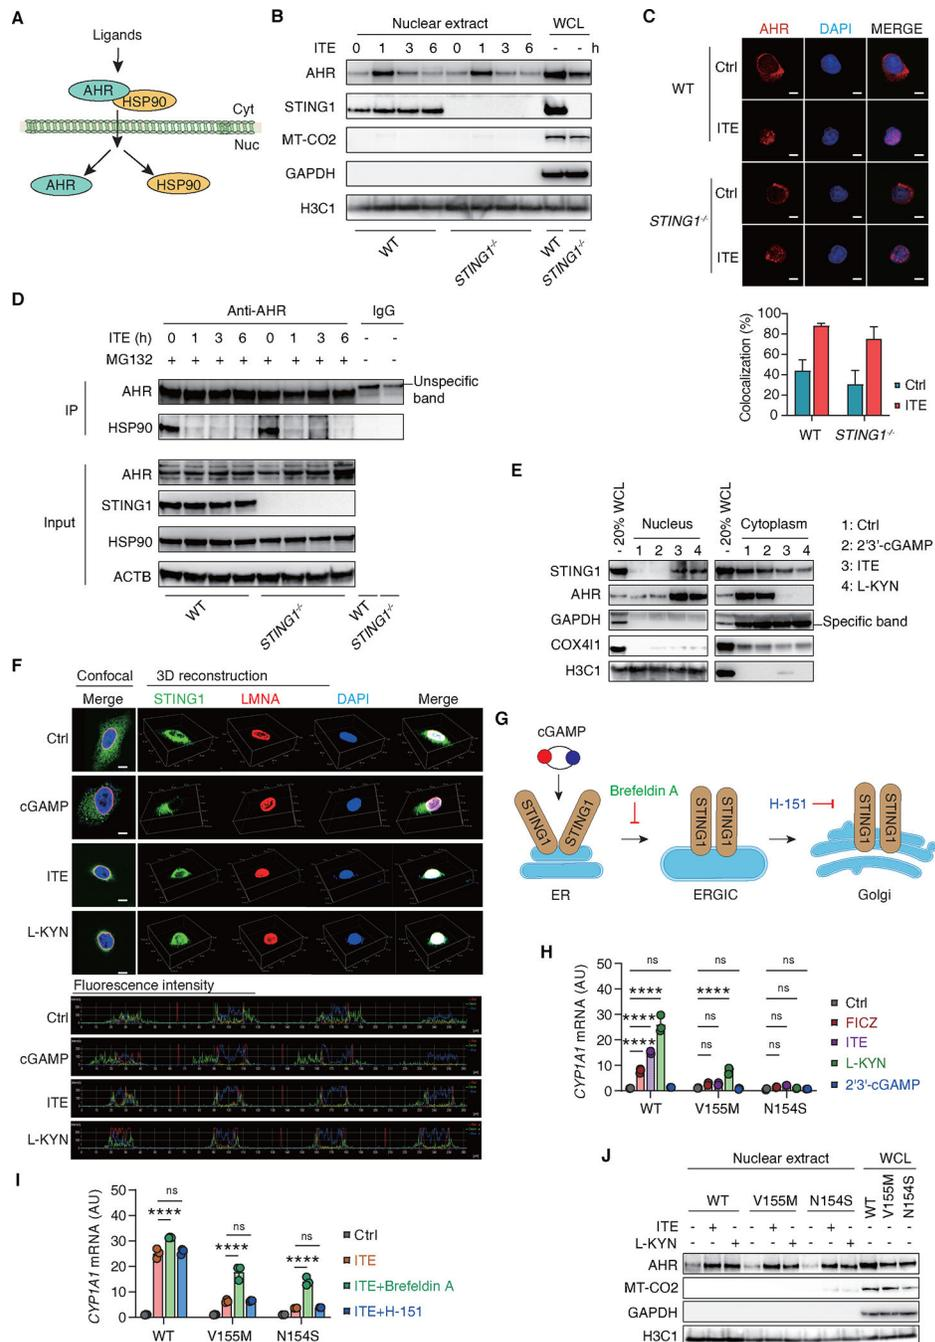 A
Ligands
AHR
HSP90
Cyt
Nuc
AHR
HSP90
B
Nuclear extract WCL
ITE 0 1 3 6 0 1 3 6 - - h
AHR
STING1
MT-CO2
GAPDH
H3C1
WT STING1-/- WT STING1-/-
C
AHR DAPI MERGE
WT
Ctrl
ITE
STING1-/-
Ctrl
ITE
Colocalization (%)
100
80
60
40
20
0
WT STING1-/-
Ctrl
ITE
D
Anti-AHR IgG
ITE (h) 0 1 3 6 0 1 3 6 - -
MG132 + + + + + + + + - -
IP
AHR
Unspecific
band
HSP90
Input
AHR
STING1
HSP90
ACTB
WT STING1-/- WT STING1-/-
E
20% WCL Nucleus 20% WCL Cytoplasm
- 1 2 3 4 - 1 2 3 4
1: Ctrl
2: 2'3'-cGAMP
3: ITE
4: L-KYN
STING1
AHR
GAPDH
Specific band
COX4I1
H3C1
F
Confocal 3D reconstruction
Merge STING1 LMNA DAPI Merge
Ctrl
cGAMP
ITE
L-KYN
Fluorescence intensity
Ctrl
cGAMP
ITE
L-KYN
G
cGAMP
STING1 STING1
ER
Brefeldin A
STING1 STING1
ERGIC
H-151
STING1 STING1
Golgi
H
CYP1A1 mRNA (AU)
50
40
30
20
10
0
ns
****
****
****
ns
****
ns
ns
ns
ns
ns
ns
WT V155M N154S
Ctrl
FICZ
ITE
L-KYN
2'3'-cGAMP
I
CYP1A1 mRNA (AU)
50
40
30
20
10
0
ns
****
ns
****
ns
****
WT V155M N154S
Ctrl
ITE
ITE+Brefeldin A
ITE+H-151
J
Nuclear extract WCL
WT V155M N154S WT V155M N154S
ITE - + - - + - - + - - - -
L-KYN - - + - - + - - + - - -
AHR
MT-CO2
GAPDH
H3C1